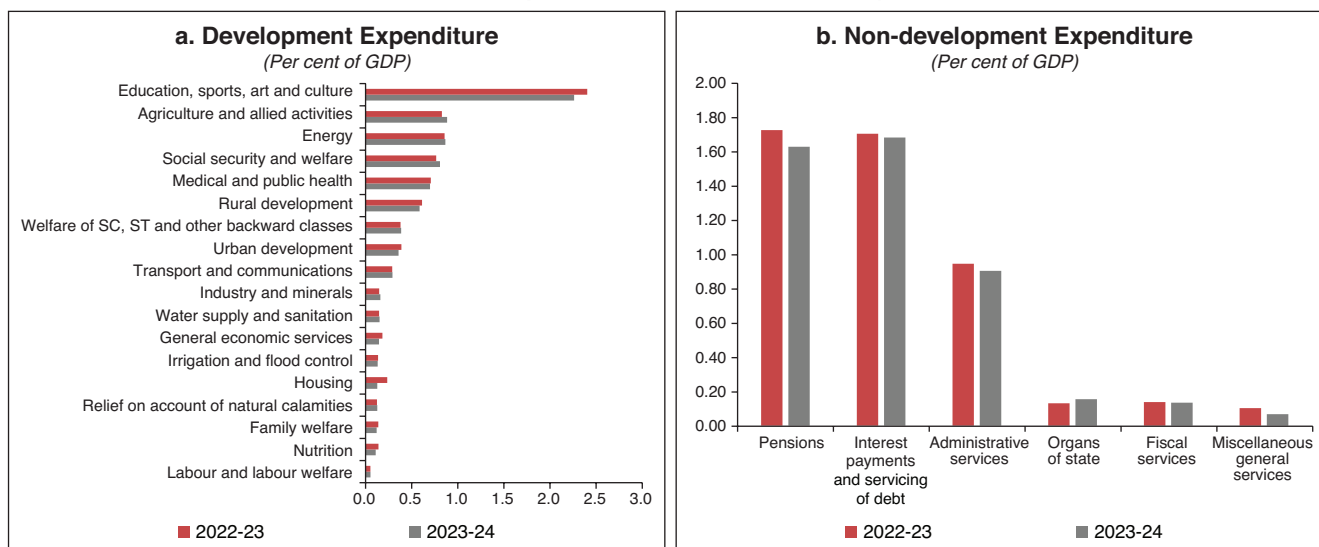 a. Development Expenditure
(Per cent of GDP)
Education, sports, art and culture
Agriculture and allied activities
Energy
Social security and welfare
Medical and public health
Rural development
Welfare of SC, ST and other backward classes
Urban development
Transport and communications
Industry and minerals
Water supply and sanitation
General economic services
Irrigation and flood control
Housing
Relief on account of natural calamities
Family welfare
Nutrition
Labour and labour welfare
0.0 0.5 1.0 1.5 2.0 2.5 3.0
2022-23 2023-24
b. Non-development Expenditure
(Per cent of GDP)
2.00
1.80
1.60
1.40
1.20
1.00
0.80
0.60
0.40
0.20
0.00
Pensions
Interest
payments
and servicing
of debt
Administrative
services
Organs
of state
Fiscal
services
Miscellaneous
general
services
2022-23 2023-24